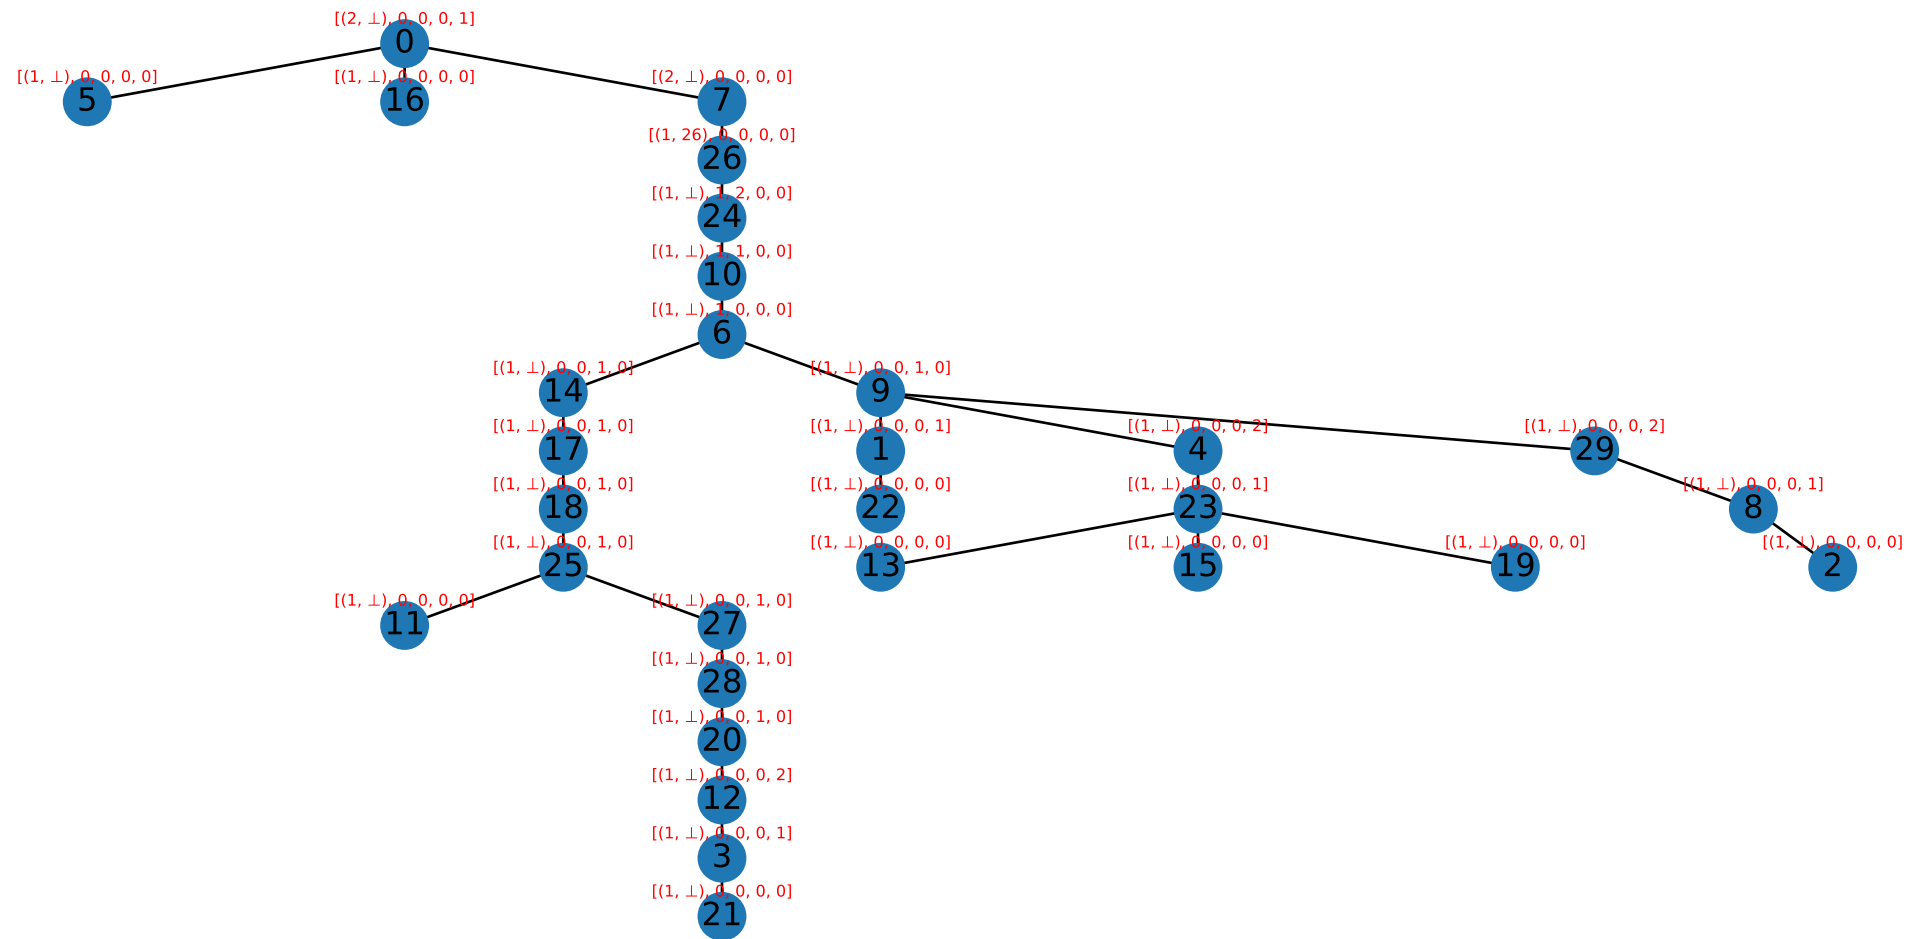 [(2, ⊥), 0, 0, 0, 1]
0
[(1, ⊥), 0, 0, 0, 0]
5
[(1, ⊥), 0, 0, 0, 0]
16
[(2, ⊥), 0, 0, 0, 0]
7
[(1, 26), 0, 0, 0, 0]
26
[(1, ⊥), 1, 2, 0, 0]
24
[(1, ⊥), 1, 1, 0, 0]
10
[(1, ⊥), 1, 0, 0, 0]
6
[(1, ⊥), 0, 0, 1, 0]
14
[(1, ⊥), 0, 0, 1, 0]
9
[(1, ⊥), 0, 0, 1, 0]
17
[(1, ⊥), 0, 0, 0, 1]
1
[(1, ⊥), 0, 0, 0, 2]
4
[(1, ⊥), 0, 0, 0, 2]
29
[(1, ⊥), 0, 0, 1, 0]
18
[(1, ⊥), 0, 0, 0, 0]
22
[(1, ⊥), 0, 0, 0, 1]
23
[(1, ⊥), 0, 0, 0, 1]
8
[(1, ⊥), 0, 0, 1, 0]
25
[(1, ⊥), 0, 0, 0, 0]
13
[(1, ⊥), 0, 0, 0, 0]
15
[(1, ⊥), 0, 0, 0, 0]
19
[(1, ⊥), 0, 0, 0, 0]
2
[(1, ⊥), 0, 0, 0, 0]
11
[(1, ⊥), 0, 0, 1, 0]
27
[(1, ⊥), 0, 0, 1, 0]
28
[(1, ⊥), 0, 0, 1, 0]
20
[(1, ⊥), 0, 0, 0, 2]
12
[(1, ⊥), 0, 0, 0, 1]
3
[(1, ⊥), 0, 0, 0, 0]
21